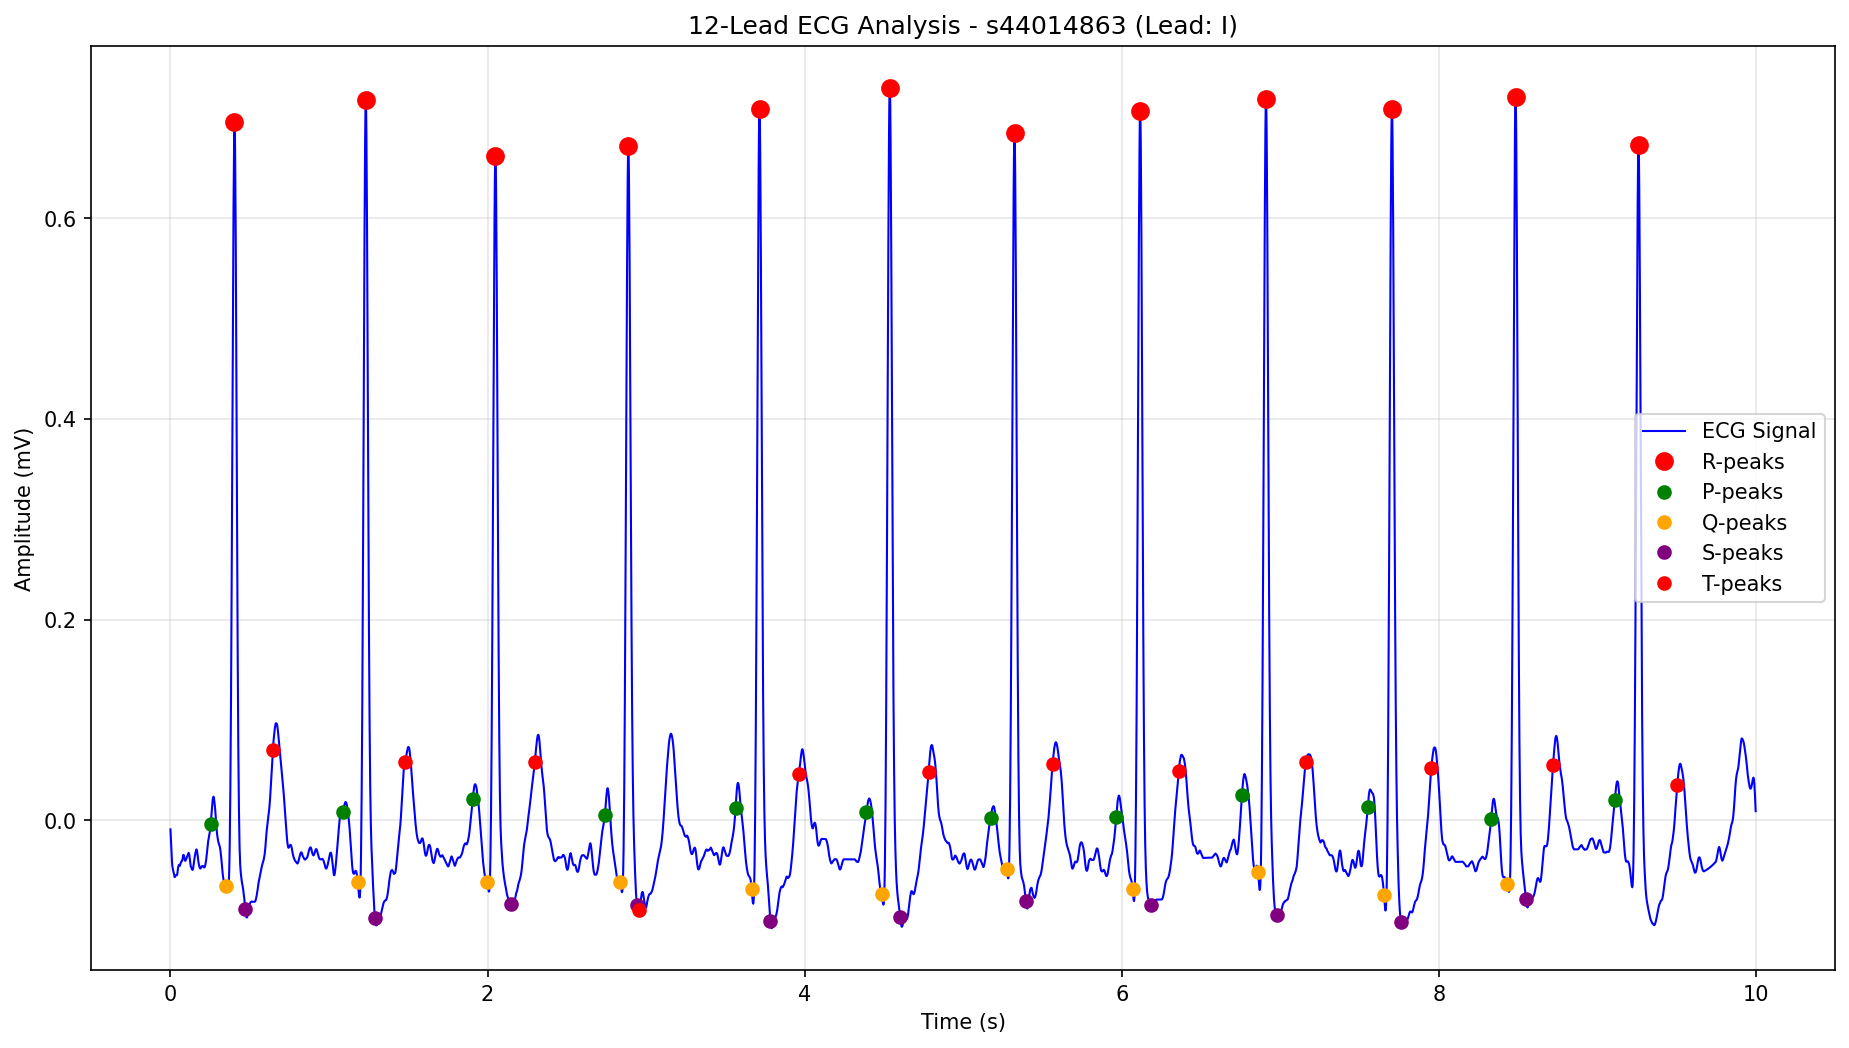 12-Lead ECG Analysis - s44014863 (Lead: I)
Amplitude (mV)
0.6
0.4
0.2
0.0
ECG Signal
R-peaks
P-peaks
Q-peaks
S-peaks
T-peaks
0 2 4 6 8 10
Time (s)